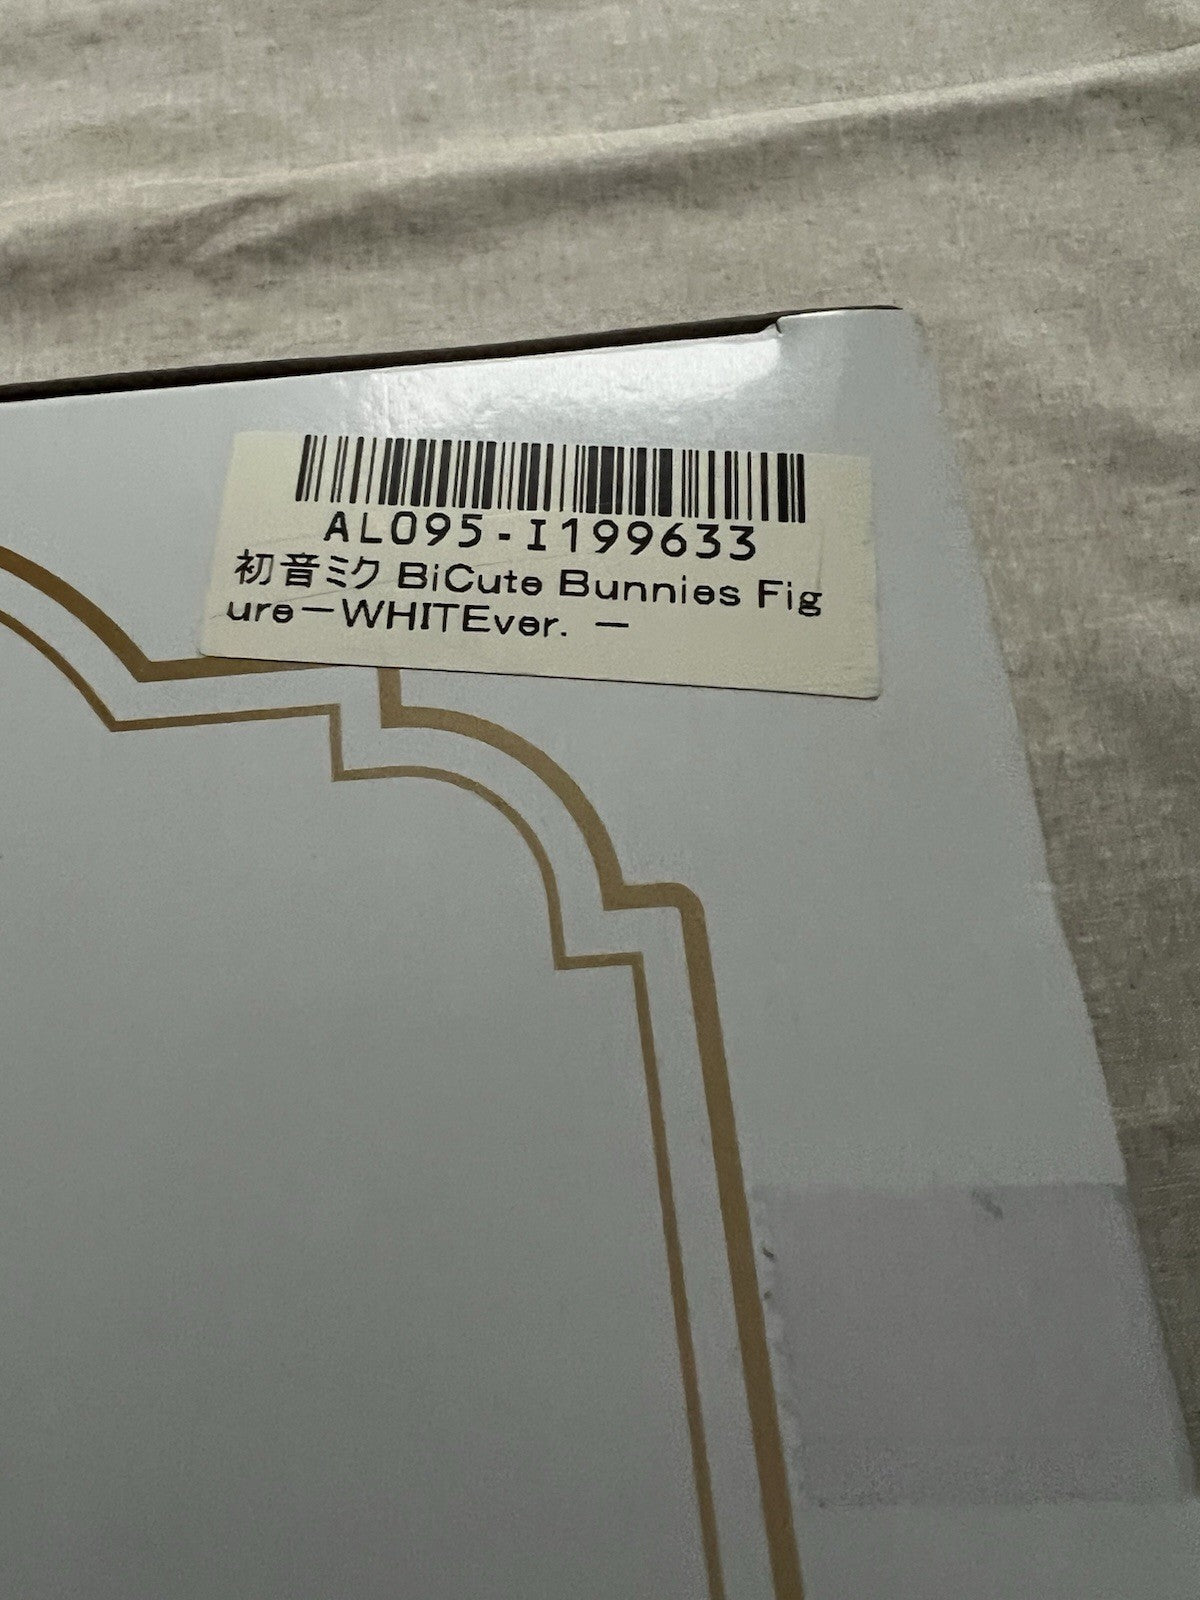 AL095-I199633
初音ミク BiCute Bunnies Fig
ure－WHITEver. －